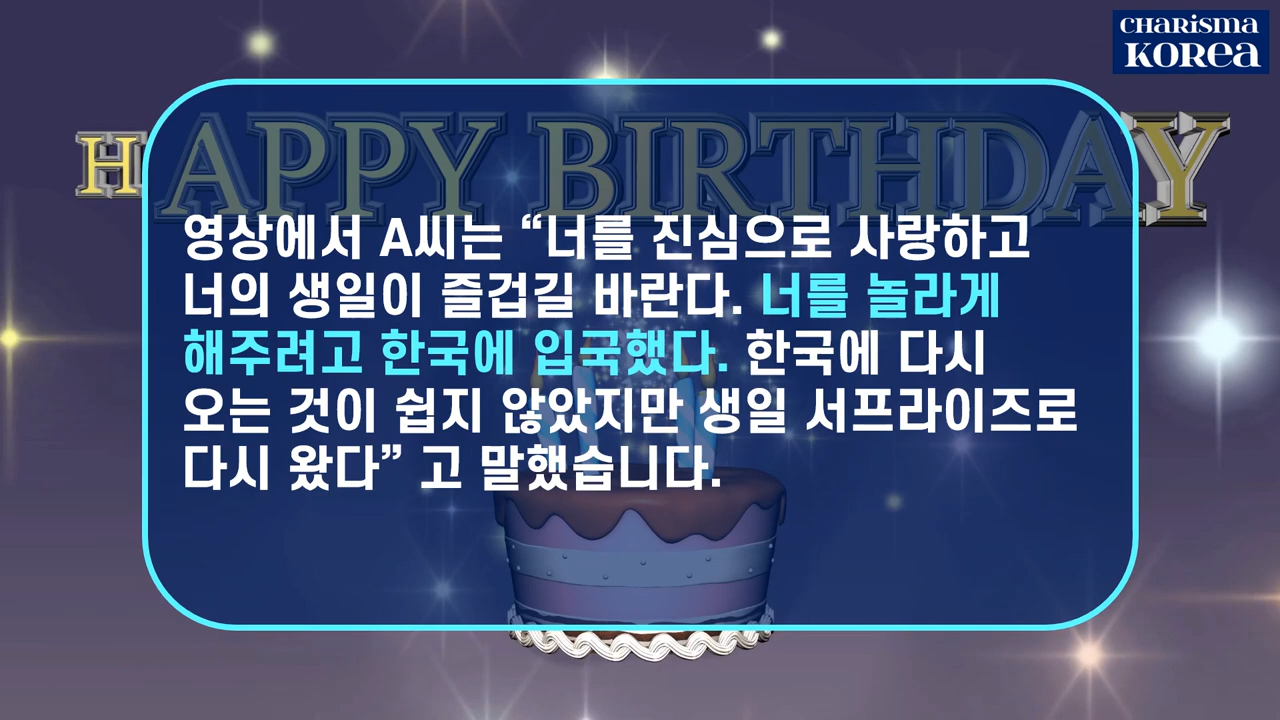 CHARISMA
KOREA
HAPPY BIRTHDAY
영상에서 A씨는 “너를 진심으로 사랑하고
너의 생일이 즐겁길 바란다. 너를 놀라게
해주려고 한국에 입국했다. 한국에 다시
오는 것이 쉽지 않았지만 생일 서프라이즈로
다시 왔다” 고 말했습니다.